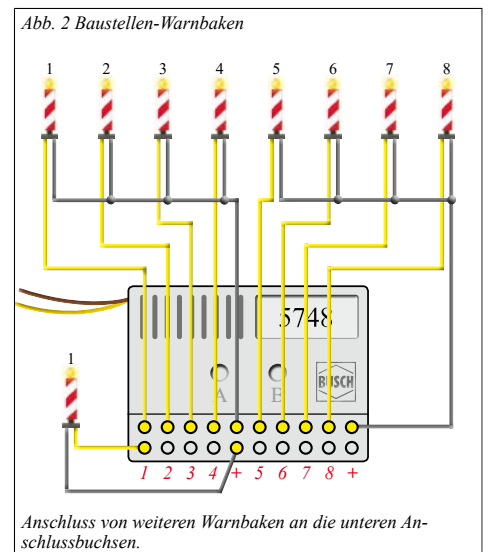 Abb. 2 Baustellen-Warnbaken
1 2 3 4 5 6 7 8
5748
A B
BUSCH
1
1 2 3 4 + 5 6 7 8 +
Anschluss von weiteren Warnbaken an die unteren An-
schlussbuchsen.